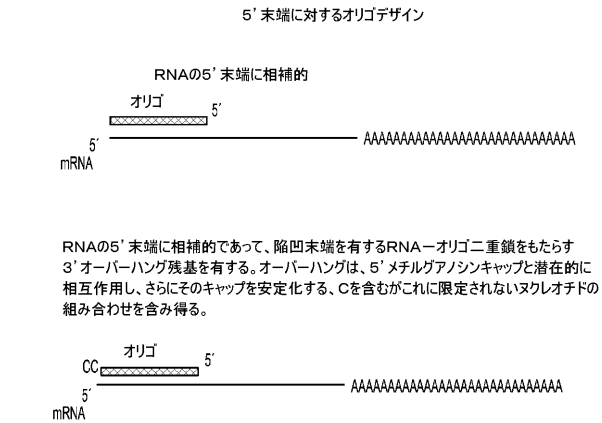 5’末端に対するオリゴデザイン
RNAの5’末端に相補的
オリゴ
5´
5´
mRNA
AAAAAAAAAAAAAAAAAAAAAAAAAAAA
RNAの5’末端に相補的であって、陥凹末端を有するRNA－オリゴ二重鎖をもたらす
3’オーバーハング残基を有する。オーバーハングは、5’メチルグアノシンキャップと潜在的に
相互作用し、さらにそのキャップを安定化する、Cを含むがこれに限定されないヌクレオチドの
組み合わせを含み得る。
オリゴ
CC
5´
5´
mRNA
AAAAAAAAAAAAAAAAAAAAAAAAAAAA